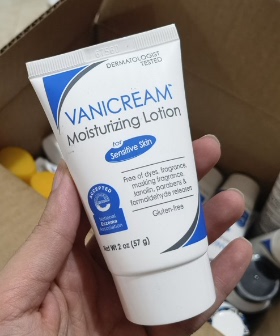 DERMATOLOGIST
TESTED
VANICREAM™
Moisturizing Lotion
for
Sensitive Skin
Free of dyes, fragrance,
masking fragrance,
lanolin, parabens &
formaldehyde releasers
Gluten-free
ACCEPTED
e
National
Eczema
Association
Net Wt 2 oz (57 g)